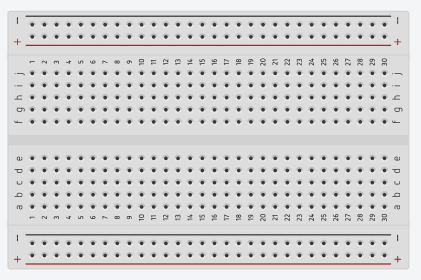 − −
+ +
1 2 3 4 5 6 7 8 9 10 11 12 13 14 15 16 17 18 19 20 21 22 23 24 25 26 27 28 29 30
j j
i i
h h
g g
f f
e e
d d
c c
b b
a a
1 2 3 4 5 6 7 8 9 10 11 12 13 14 15 16 17 18 19 20 21 22 23 24 25 26 27 28 29 30
− −
+ +